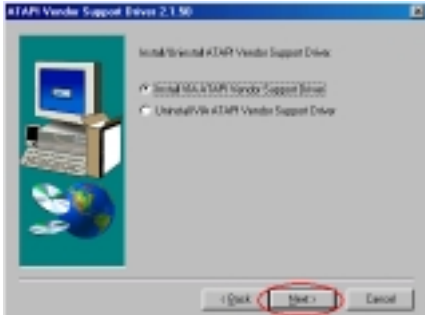 ATAPI Vendor Support Driver 2.1.50
Install/Uninstall ATAPI Vendor Support Driver.
Install VIA ATAPI Vendor Support Driver
Uninstall VIA ATAPI Vendor Support Driver
< Back
Next >
Cancel